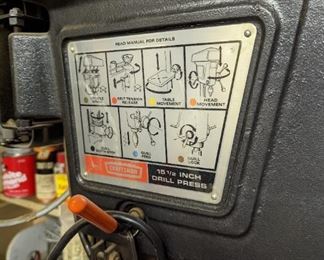 READ MANUAL FOR DETAILS
BELT TENSION RELEASE
TABLE MOVEMENT
HEAD MOVEMENT
QUILL FEED
QUILL LOCK
CRAFTSMAN
15 1/2 INCH
DRILL PRESS